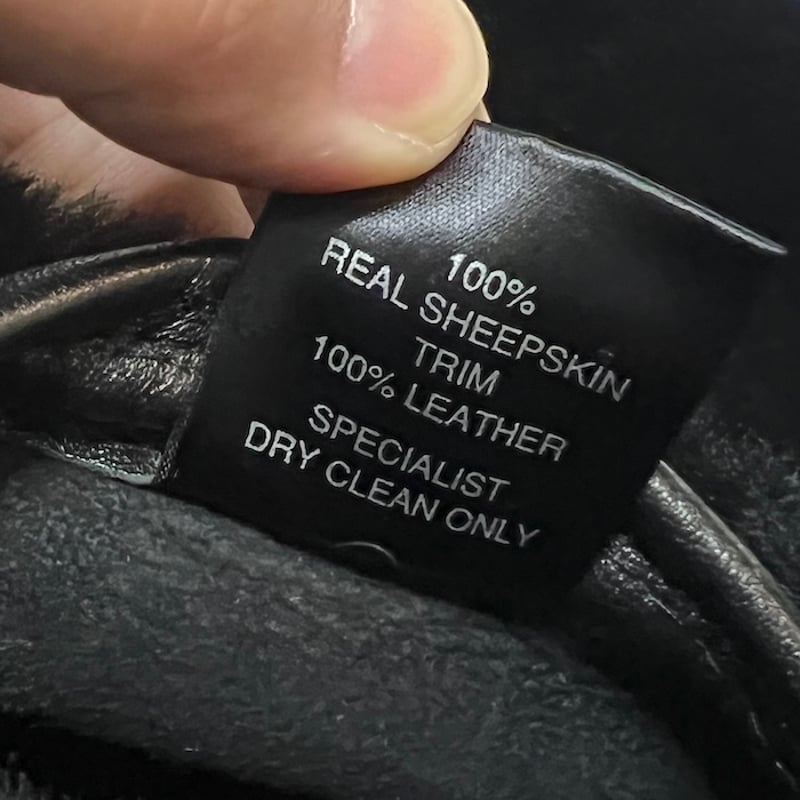 100%
REAL SHEEPSKIN
TRIM
100% LEATHER
SPECIALIST
DRY CLEAN ONLY